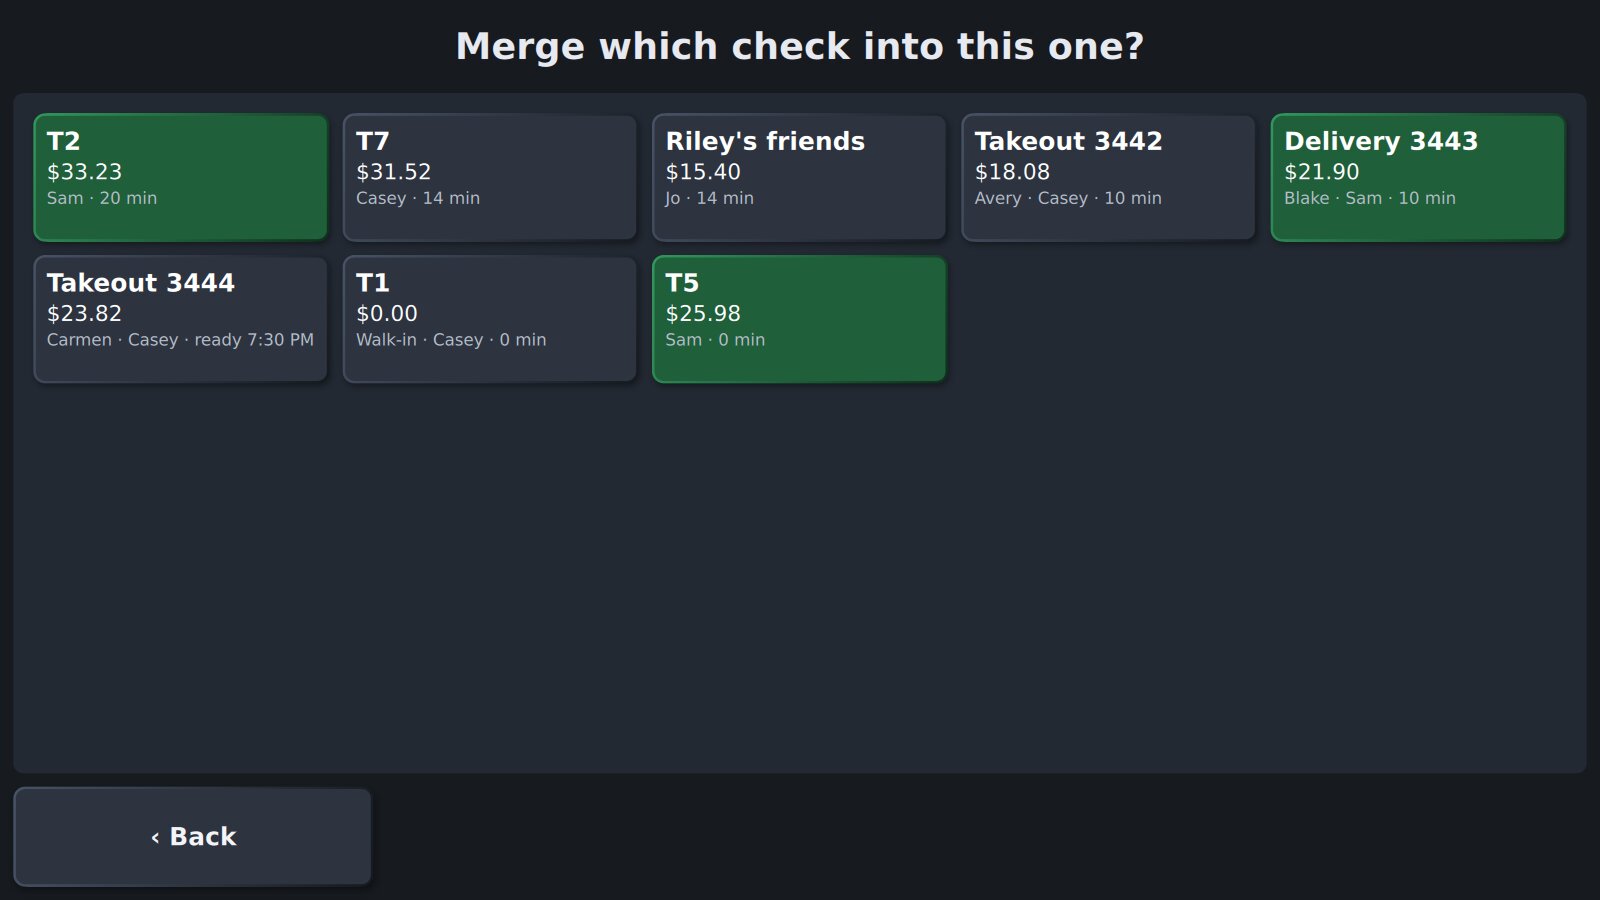 Merge which check into this one?
T2
$33.23
Sam · 20 min
T7
$31.52
Casey · 14 min
Riley's friends
$15.40
Jo · 14 min
Takeout 3442
$18.08
Avery · Casey · 10 min
Delivery 3443
$21.90
Blake · Sam · 10 min
Takeout 3444
$23.82
Carmen · Casey · ready 7:30 PM
T1
$0.00
Walk-in · Casey · 0 min
T5
$25.98
Sam · 0 min
‹ Back